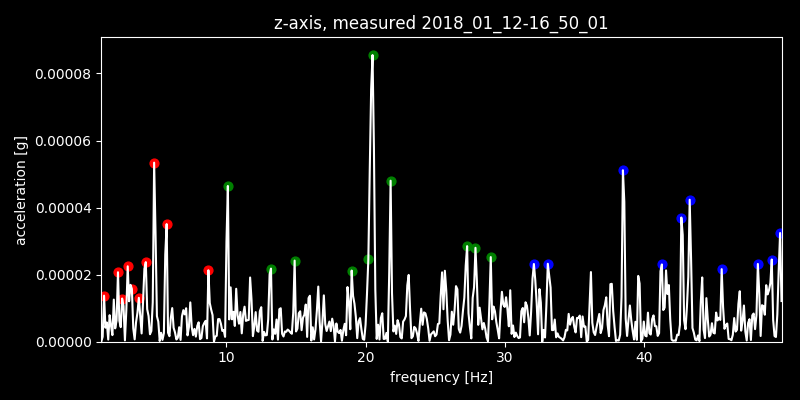 z-axis, measured 2018_01_12-16_50_01
acceleration [g]
0.00008
0.00006
0.00004
0.00002
0.00000
10 20 30 40
frequency [Hz]